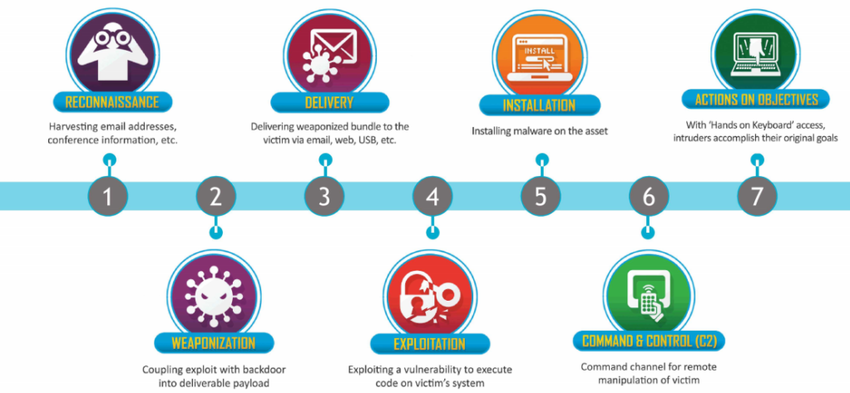 RECONNAISSANCE
Harvesting email addresses,
conference information, etc.
DELIVERY
Delivering weaponized bundle to the
victim via email, web, USB, etc.
INSTALL
INSTALLATION
Installing malware on the asset
ACTIONS ON OBJECTIVES
With 'Hands on Keyboard' access,
intruders accomplish their original goals
1
2
3
4
5
6
7
WEAPONIZATION
Coupling exploit with backdoor
into deliverable payload
EXPLOITATION
Exploiting a vulnerability to execute
code on victim's system
COMMAND & CONTROL (C2)
Command channel for remote
manipulation of victim